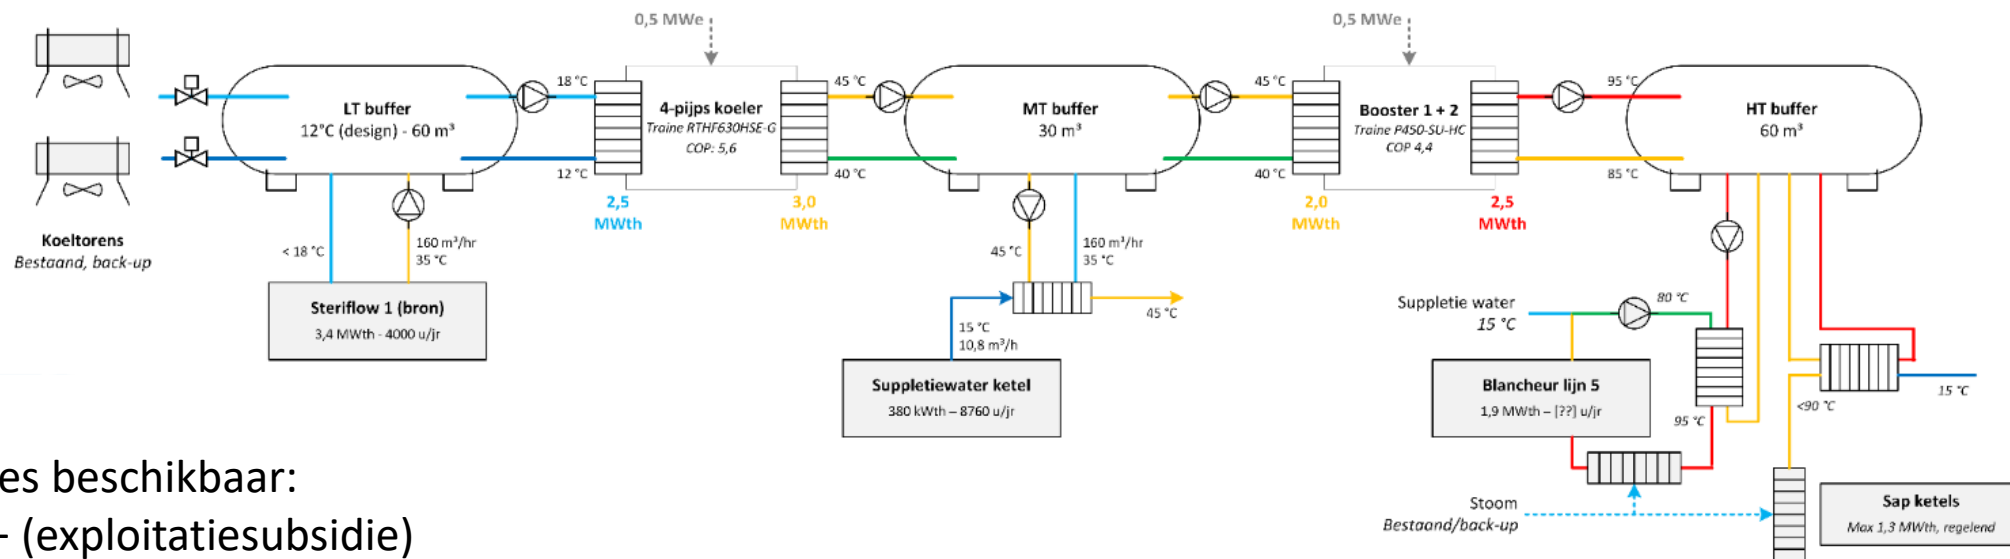 0,5 MWe
0,5 MWe
LT buffer
12°C (design) - 60 m³
18 °C
12 °C
4-pijps koeler
Traine RTHF630HSE-G
COP: 5,6
45 °C
40 °C
MT buffer
30 m³
45 °C
40 °C
Booster 1 + 2
Traine P450-SU-HC
COP 4,4
95 °C
85 °C
HT buffer
60 m³
2,5
MWth
3,0
MWth
2,0
MWth
2,5
MWth
Koeltorens
Bestaand, back-up
< 18 °C
160 m³/hr
35 °C
Steriflow 1 (bron)
3,4 MWth - 4000 u/jr
45 °C
160 m³/hr
35 °C
15 °C
10,8 m³/h
45 °C
Suppletiewater ketel
380 kWth – 8760 u/jr
Suppletie water
15 °C
80 °C
Blancheur lijn 5
1,9 MWth – [??] u/jr
95 °C
<90 °C
15 °C
Stoom
Bestaand/back-up
Sap ketels
Max 1,3 MWth, regelend
es beschikbaar:
- (exploitatiesubsidie)